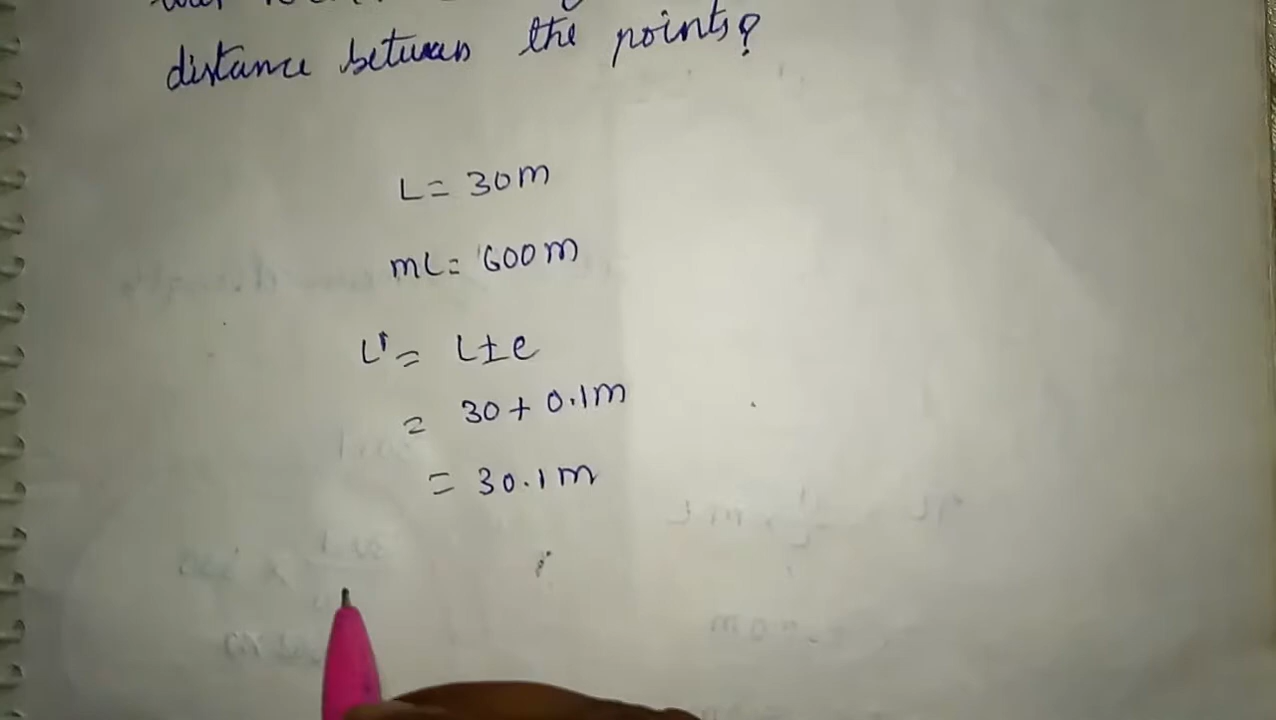 distance between the points?
L = 30m
mL = 600m
L' = L±e
= 30 + 0.1m
= 30.1m